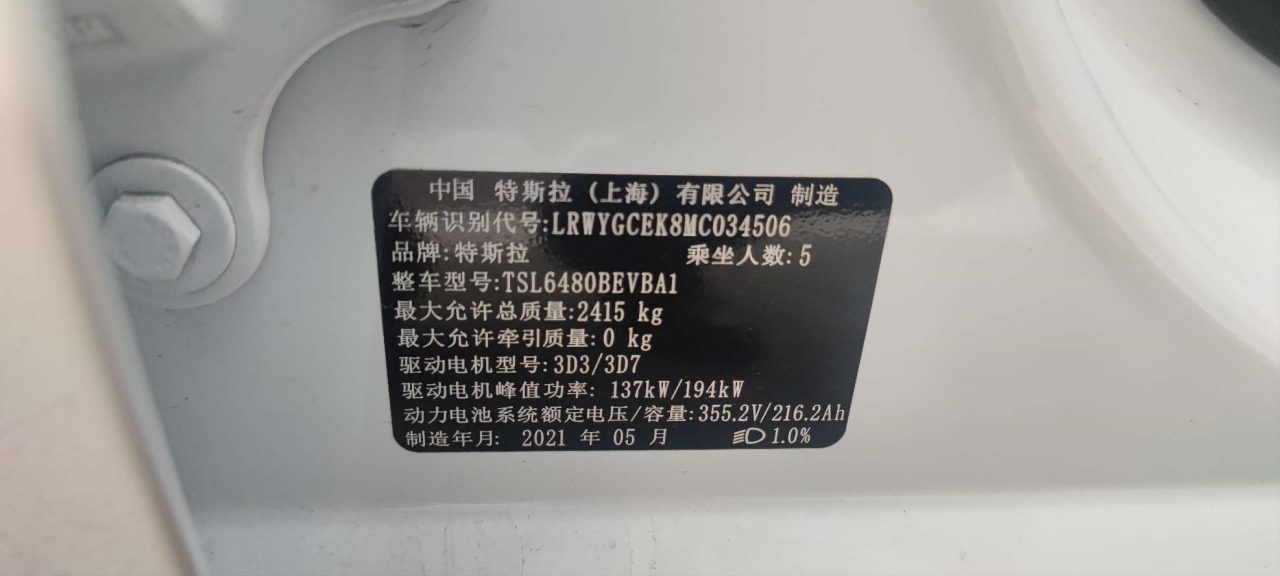 中国 特斯拉（上海）有限公司 制造
车辆识别代号:LRWYGCEK8MC034506
品牌:特斯拉 乘坐人数:5
整车型号:TSL6480BEVBA1
最大允许总质量:2415 kg
最大允许牵引质量:0 kg
驱动电机型号:3D3/3D7
驱动电机峰值功率: 137kW/194kW
动力电池系统额定电压/容量:355.2V/216.2Ah
制造年月: 2021 年 05 月 1.0%